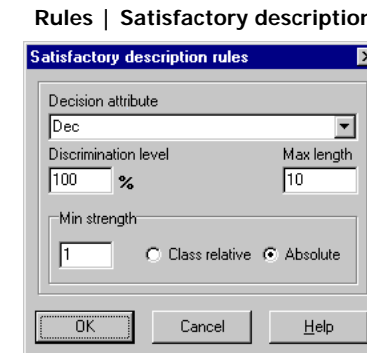 Rules | Satisfactory description
Satisfactory description rules
Decision attribute
Dec
Discrimination level Max length
100 % 10
Min strength
1 Class relative Absolute
OK Cancel Help